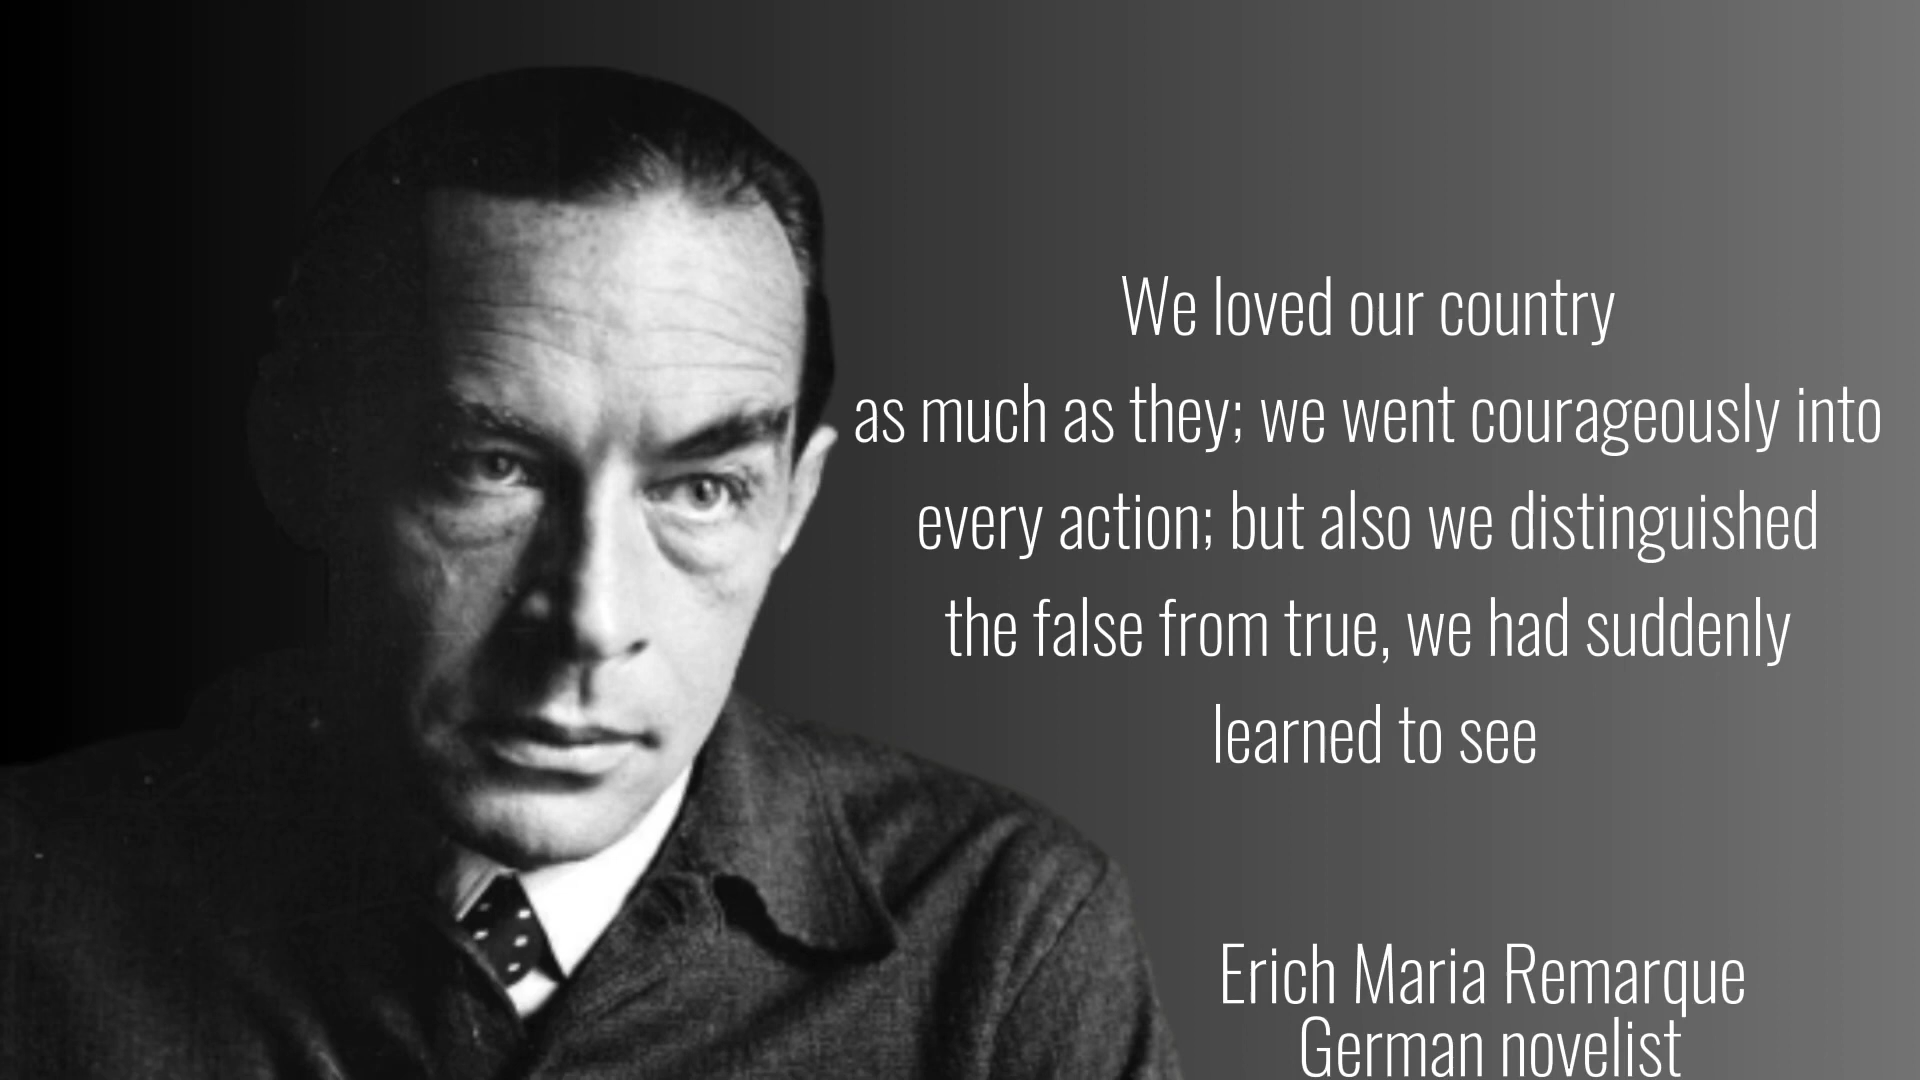 We loved our country
as much as they; we went courageously into
every action; but also we distinguished
the false from true, we had suddenly
learned to see
Erich Maria Remarque
German novelist